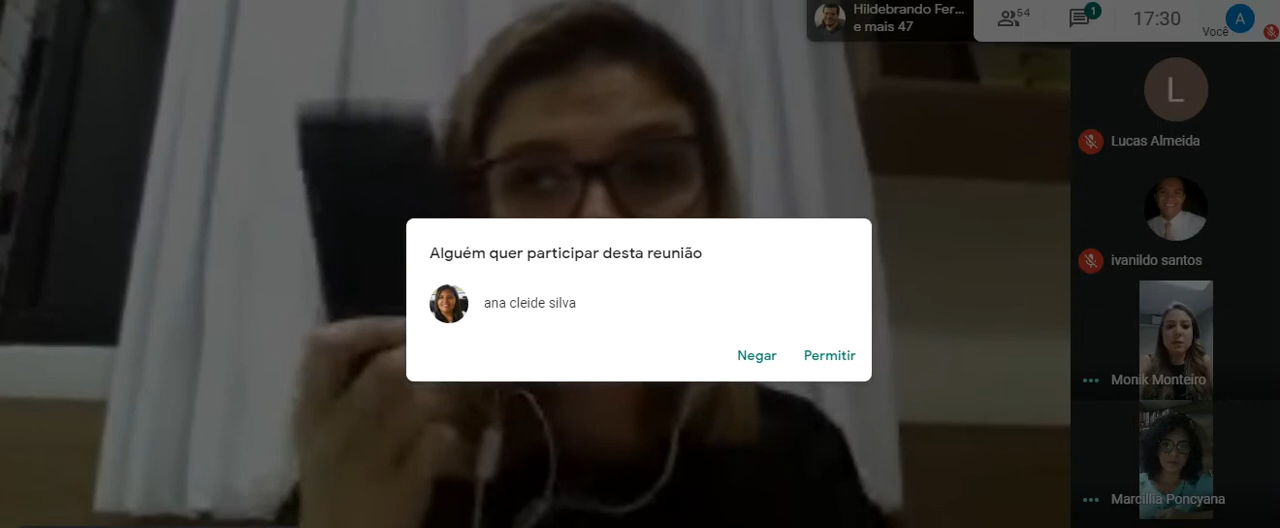 Hildebrando Fer...
e mais 47
64
1
17:30
Você
A
L
Lucas Almeida
Alguém quer participar desta reunião
ivanildo santos
ana cleide silva
Negar
Permitir
Monik Monteiro
Marcillia Poncyana